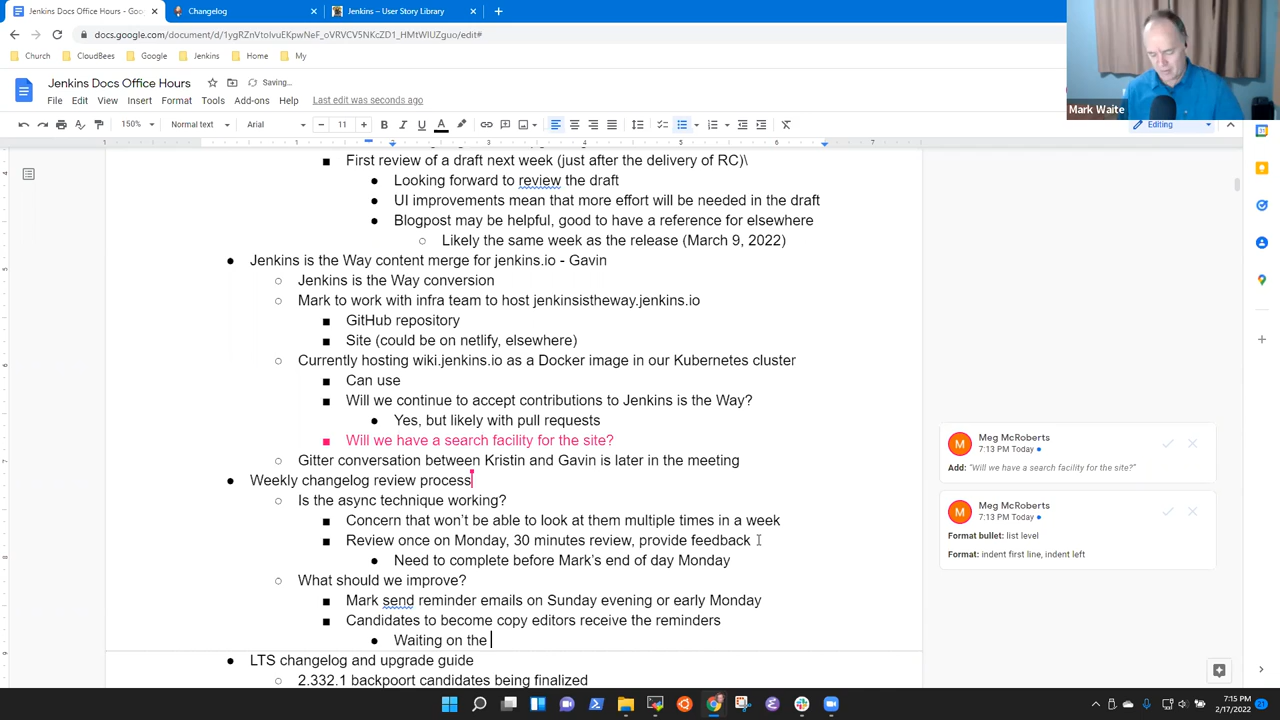 Jenkins Docs Office Hours - Goo
Changelog
Jenkins – User Story Library
docs.google.com/document/d/1ygRZnVtoIvuEKpwNeF_oVRVCV5NKcZD1_HMtWIUZguo/edit#
Church
CloudBees
Google
Jenkins
Home
My
Mark Waite
Jenkins Docs Office Hours
Saving...
File Edit View Insert Format Tools Add-ons Help Last edit was seconds ago
150% Normal text Arial 11 Editing
First review of a draft next week (just after the delivery of RC)\
Looking forward to review the draft
UI improvements mean that more effort will be needed in the draft
Blogpost may be helpful, good to have a reference for elsewhere
Likely the same week as the release (March 9, 2022)
Jenkins is the Way content merge for jenkins.io - Gavin
Jenkins is the Way conversion
Mark to work with infra team to host jenkinsistheway.jenkins.io
GitHub repository
Site (could be on netlify, elsewhere)
Currently hosting wiki.jenkins.io as a Docker image in our Kubernetes cluster
Can use
Will we continue to accept contributions to Jenkins is the Way?
Yes, but likely with pull requests
Will we have a search facility for the site?
Gitter conversation between Kristin and Gavin is later in the meeting
Weekly changelog review process
Is the async technique working?
Concern that won't be able to look at them multiple times in a week
Review once on Monday, 30 minutes review, provide feedback
Need to complete before Mark's end of day Monday
What should we improve?
Mark send reminder emails on Sunday evening or early Monday
Candidates to become copy editors receive the reminders
Waiting on the
LTS changelog and upgrade guide
2.332.1 backpoort candidates being finalized
M
Meg McRoberts
7:13 PM Today
Add: "Will we have a search facility for the site?"
M
Meg McRoberts
7:13 PM Today
Format bullet: list level
Format: indent first line, indent left
7:15 PM
2/17/2022